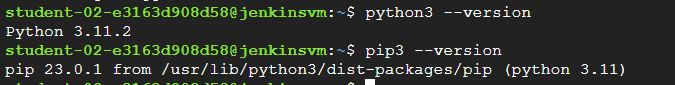 student-02-e3163d908d58@jenkinsvm:~$ python3 --version
Python 3.11.2
student-02-e3163d908d58@jenkinsvm:~$ pip3 --version
pip 23.0.1 from /usr/lib/python3/dist-packages/pip (python 3.11)